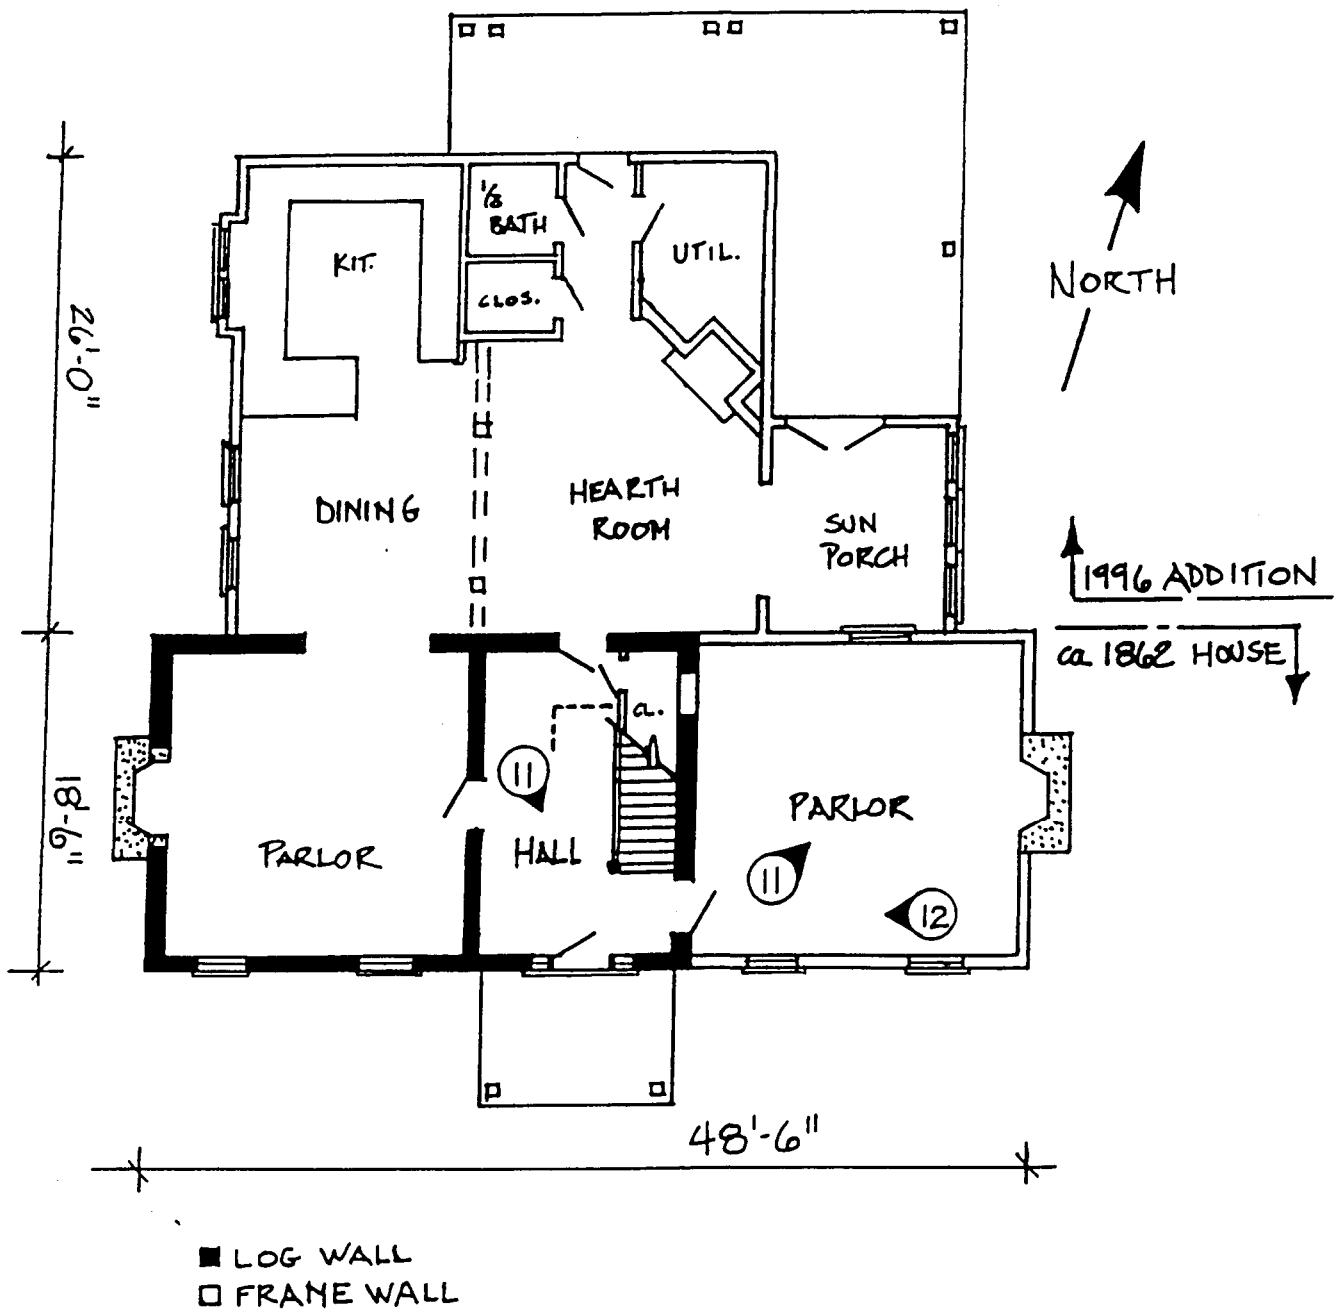 1/2
BATH
KIT.
UTIL.
CLOS.
NORTH
26'-0"
DINING
HEARTH
ROOM
SUN
PORCH
1996 ADDITION
ca 1862 HOUSE
CL.
11
18'-6"
PARLOR
HALL
PARLOR
11
12
48'-6"
LOG WALL
FRAME WALL